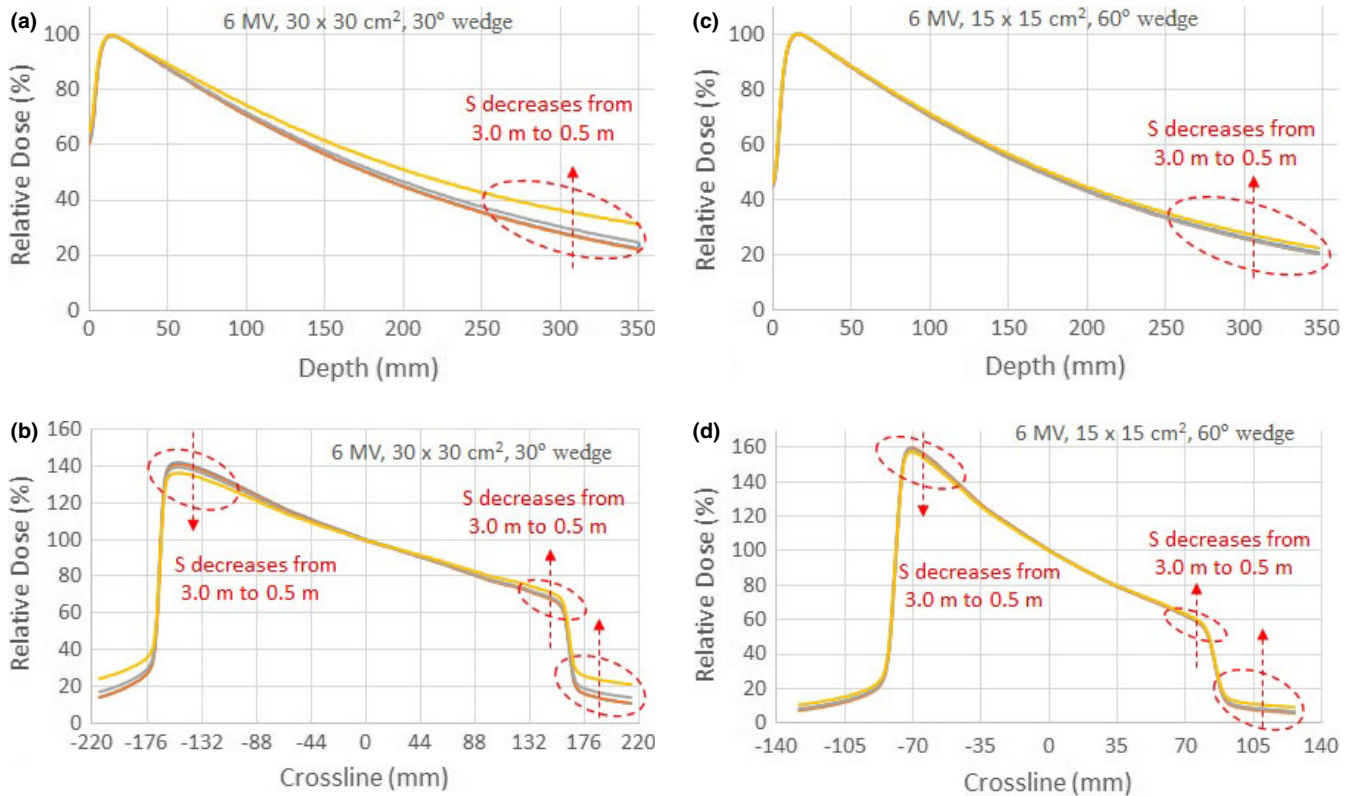 (a)
6 MV, 30 x 30 cm², 30º wedge
Relative Dose (%)
100
80
60
40
20
0
S decreases from
3.0 m to 0.5 m
0 50 100 150 200 250 300 350
Depth (mm)
(c)
6 MV, 15 x 15 cm², 60º wedge
Relative Dose (%)
100
80
60
40
20
0
S decreases from
3.0 m to 0.5 m
0 50 100 150 200 250 300 350
Depth (mm)
(b)
6 MV, 30 x 30 cm², 30º wedge
Relative Dose (%)
160
140
120
100
80
60
40
20
0
S decreases from
3.0 m to 0.5 m
S decreases from
3.0 m to 0.5 m
-220 -176 -132 -88 -44 0 44 88 132 176 220
Crossline (mm)
(d)
6 MV, 15 x 15 cm², 60º wedge
Relative Dose (%)
160
140
120
100
80
60
40
20
0
S decreases from
3.0 m to 0.5 m
S decreases from
3.0 m to 0.5 m
-140 -105 -70 -35 0 35 70 105 140
Crossline (mm)